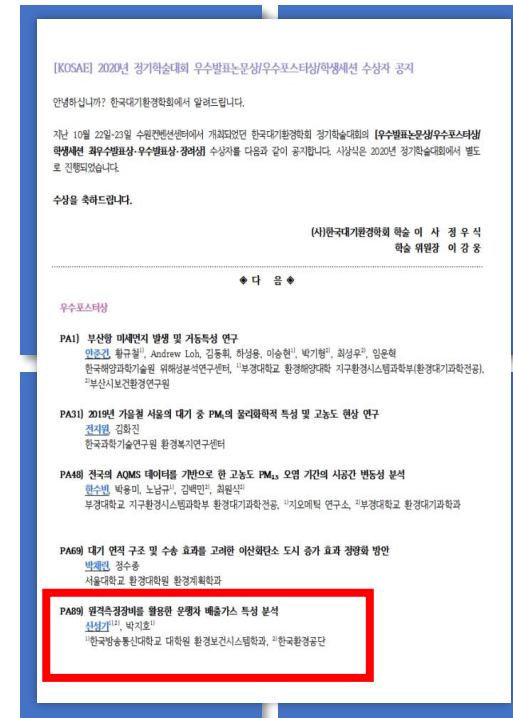 [KOSAE] 2020년 정기학술대회 우수발표논문상/우수포스터상/학생세션 수상자 공지
안녕하십니까? 한국대기환경학회에서 알려드립니다.
지난 10월 22일-23일 수원컨벤션센터에서 개최되었던 한국대기환경학회 정기학술대회의 [우수발표논문상/우수포스터상/
학생세션 최우수발표상·우수발표상·장려상] 수상자를 다음과 같이 공지합니다. 시상식은 2020년 정기학술대회에서 별도
로 진행되었습니다.
수상을 축하드립니다.
(사)한국대기환경학회 학술 이 사 정 우 식
학술 위원장 이 강 웅
◈ 다 음 ◈
우수포스터상
PA1) 부산항 미세먼지 발생 및 거동특성 연구
안준건, 황규철¹⁾, Andrew Loh, 김동휘, 하성용, 이승현¹⁾, 박기형²⁾, 최성우²⁾, 임운혁
한국해양과학기술원 위해성분석연구센터, ¹⁾부경대학교 환경해양대학 지구환경시스템과학부(환경대기과학전공),
²⁾부산시보건환경연구원
PA31) 2019년 가을철 서울의 대기 중 PM₁의 물리화학적 특성 및 고농도 현상 연구
전지원, 김화진
한국과학기술연구원 환경복지연구센터
PA48) 전국의 AQMS 데이터를 기반으로 한 고농도 PM₂.₅ 오염 기간의 시공간 변동성 분석
한수빈, 박용미, 노남규¹⁾, 김백민²⁾, 최원식²⁾
부경대학교 지구환경시스템과학부 환경대기과학전공, ¹⁾지오메틱 연구소, ²⁾부경대학교 환경대기과학과
PA69) 대기 연직 구조 및 수송 효과를 고려한 이산화탄소 도시 증가 효과 정량화 방안
박채린, 정수종
서울대학교 환경대학원 환경계획학과
PA89) 원격측정장비를 활용한 운행차 배출가스 특성 분석
신성기¹⁾²⁾, 박지호¹⁾
¹⁾한국방송통신대학교 대학원 환경보건시스템학과, ²⁾한국환경공단